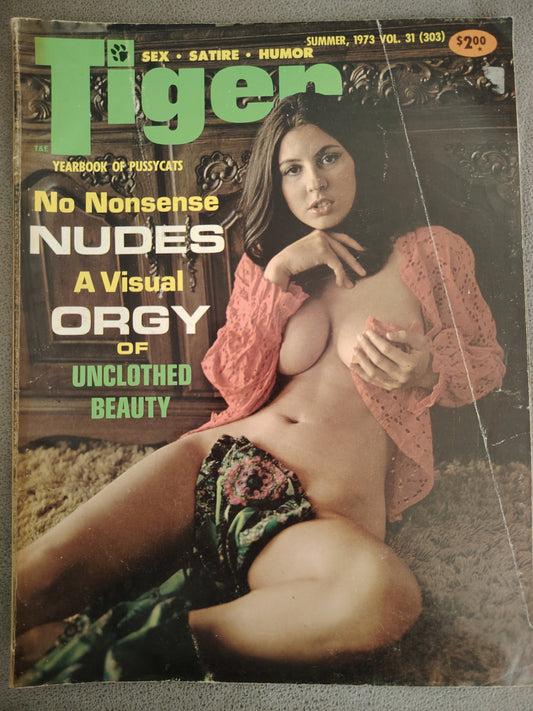 SEX • SATIRE • HUMOR
SUMMER, 1973 VOL. 31 (303)
$2.00
Tiger
T&E
YEARBOOK OF PUSSYCATS
No Nonsense
NUDES
A Visual
ORGY
OF
UNCLOTHED
BEAUTY